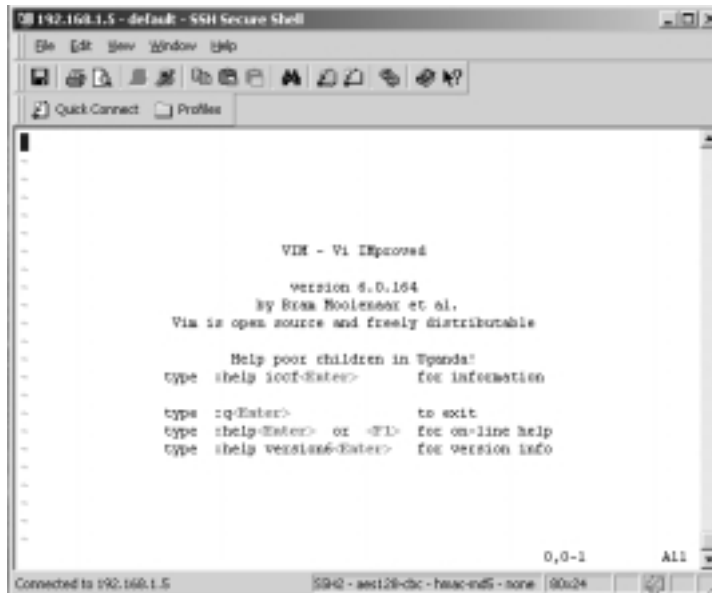 192.168.1.5 - default - SSH Secure Shell
File Edit View Window Help
Quick Connect Profiles
~
~
~
~
~
~ VIM - Vi IMproved
~
~ version 6.0.164
~ by Bram Moolenaar et al.
~ Vim is open source and freely distributable
~
~ Help poor children in Uganda!
~ type :help iccf<Enter> for information
~
~ type :q<Enter> to exit
~ type :help<Enter> or <F1> for on-line help
~ type :help version6<Enter> for version info
~
~
~
~
~
0,0-1 All
Connected to 192.168.1.5 SSH2 - aes128-cbc - hmac-md5 - none 80x24